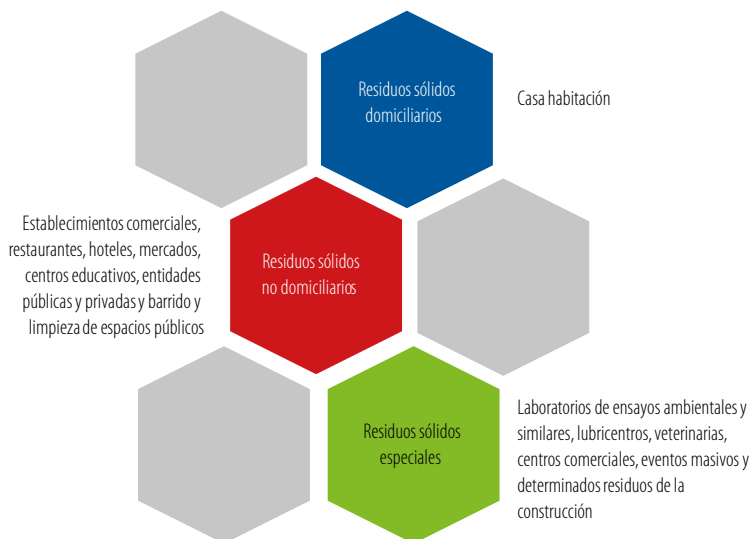 Residuos sólidos
domiciliarios
Casa habitación
Establecimientos comerciales,
restaurantes, hoteles, mercados,
centros educativos, entidades
públicas y privadas y barrido y
limpieza de espacios públicos
Residuos sólidos
no domiciliarios
Residuos sólidos
especiales
Laboratorios de ensayos ambientales y
similares, lubricentros, veterinarias,
centros comerciales, eventos masivos y
determinados residuos de la
construcción